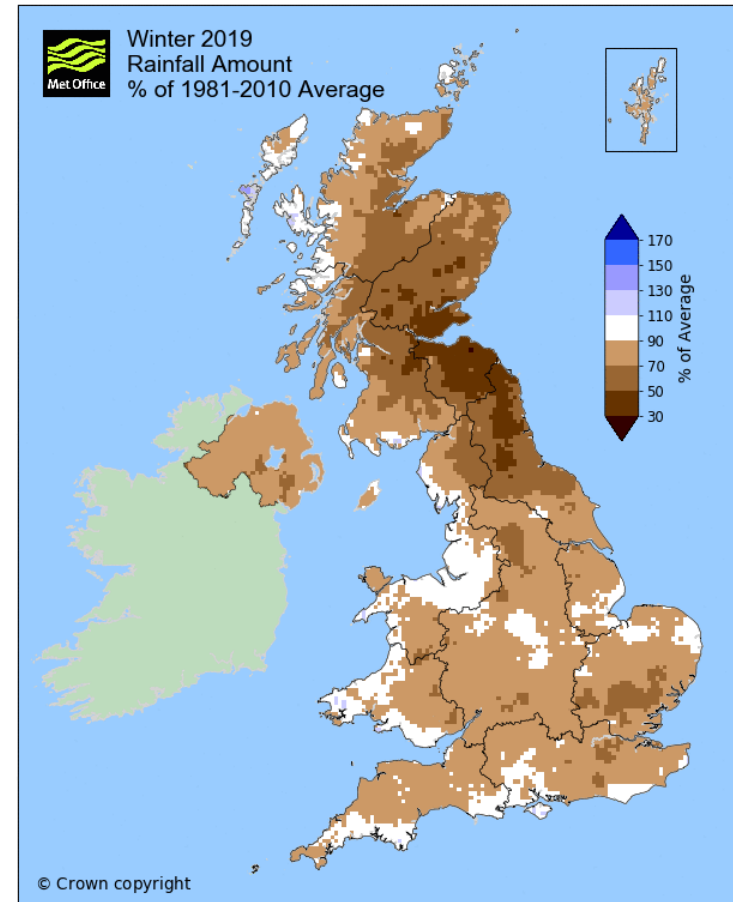 Met Office
Winter 2019
Rainfall Amount
% of 1981-2010 Average
170
150
130
110
90
70
50
30
% of Average
© Crown copyright